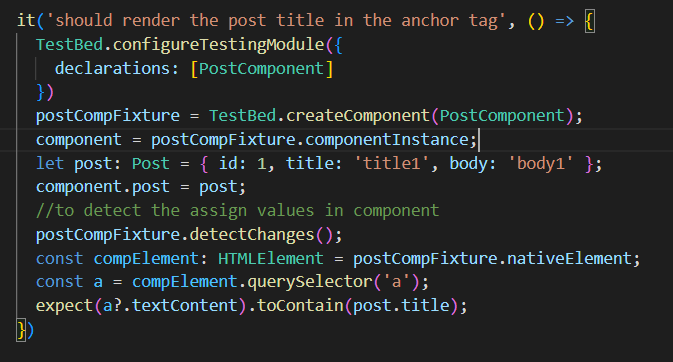 it('should render the post title in the anchor tag', () => {
TestBed.configureTestingModule({
declarations: [PostComponent]
})
postCompFixture = TestBed.createComponent(PostComponent);
component = postCompFixture.componentInstance;
let post: Post = { id: 1, title: 'title1', body: 'body1' };
component.post = post;
//to detect the assign values in component
postCompFixture.detectChanges();
const compElement: HTMLElement = postCompFixture.nativeElement;
const a = compElement.querySelector('a');
expect(a?.textContent).toContain(post.title);
})